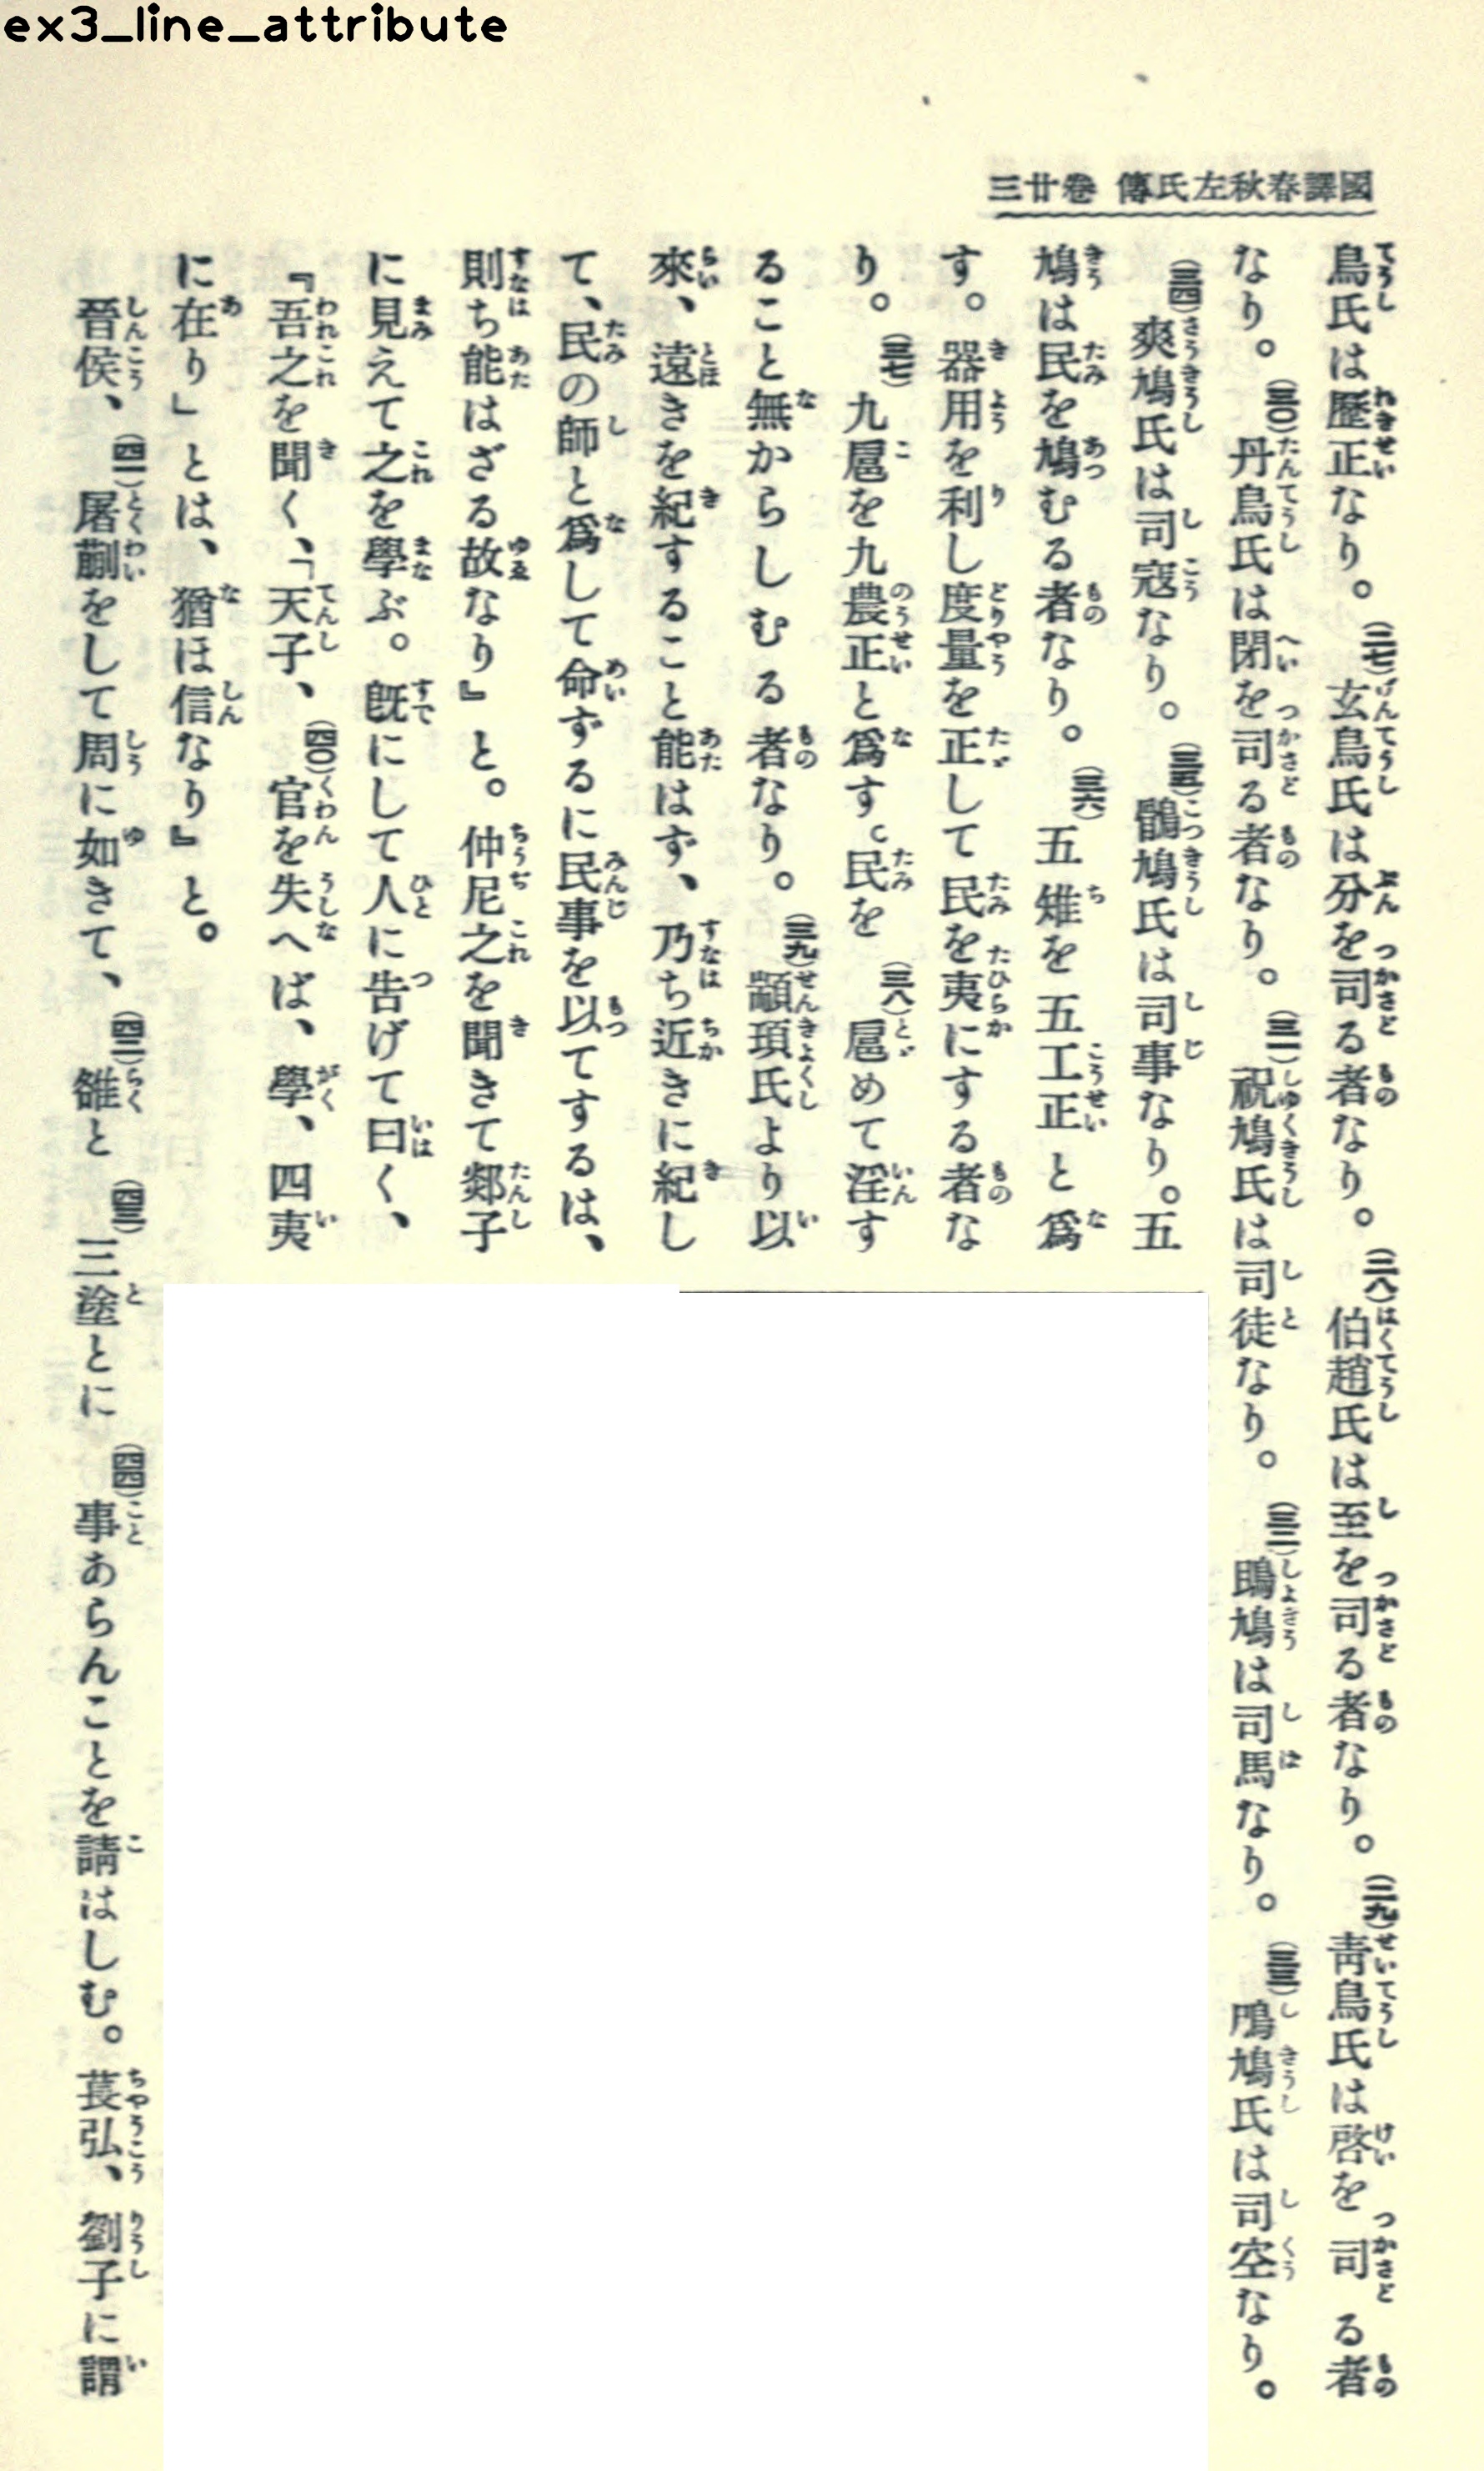 ex3_line_attribute
國譯春秋左氏傳 卷廿三
鳥氏は歷正なり。(二七)玄鳥氏は分を司る者なり。(二八)伯趙氏は至を司る者なり。(二九)靑鳥氏は啓を司る者
なり。(三〇)丹鳥氏は閉を司る者なり。(三一)祝鳩氏は司徒なり。(三二)鴡鳩は司馬なり。(三三)鳲鳩氏は司空なり。
(三四)爽鳩氏は司寇なり。(三五)鶻鳩氏は司事なり。五
鳩は民を鳩むる者なり。(三六)五雉を五工正と爲
す。器用を利し度量を正して民を夷にする者な
り。(三七)九扈を九農正と爲す。民を(三八)扈めて淫す
ること無からしむる者なり。(三九)顓頊氏より以
來、遠きを紀すること能はず、乃ち近きに紀し
て、民の師と爲して命ずるに民事を以てするは、
則ち能はざる故なり』と。仲尼之を聞きて郯子
に見えて之を學ぶ。旣にして人に告げて曰く、
『吾之を聞く、「天子、(四〇)官を失へば、學、四夷
に在り」とは、猶ほ信なり』と。
晉侯、(四一)屠蒯をして周に如きて、(四二)雒と(四三)三塗とに(四四)事あらんことを請はしむ。萇弘、劉子に謂